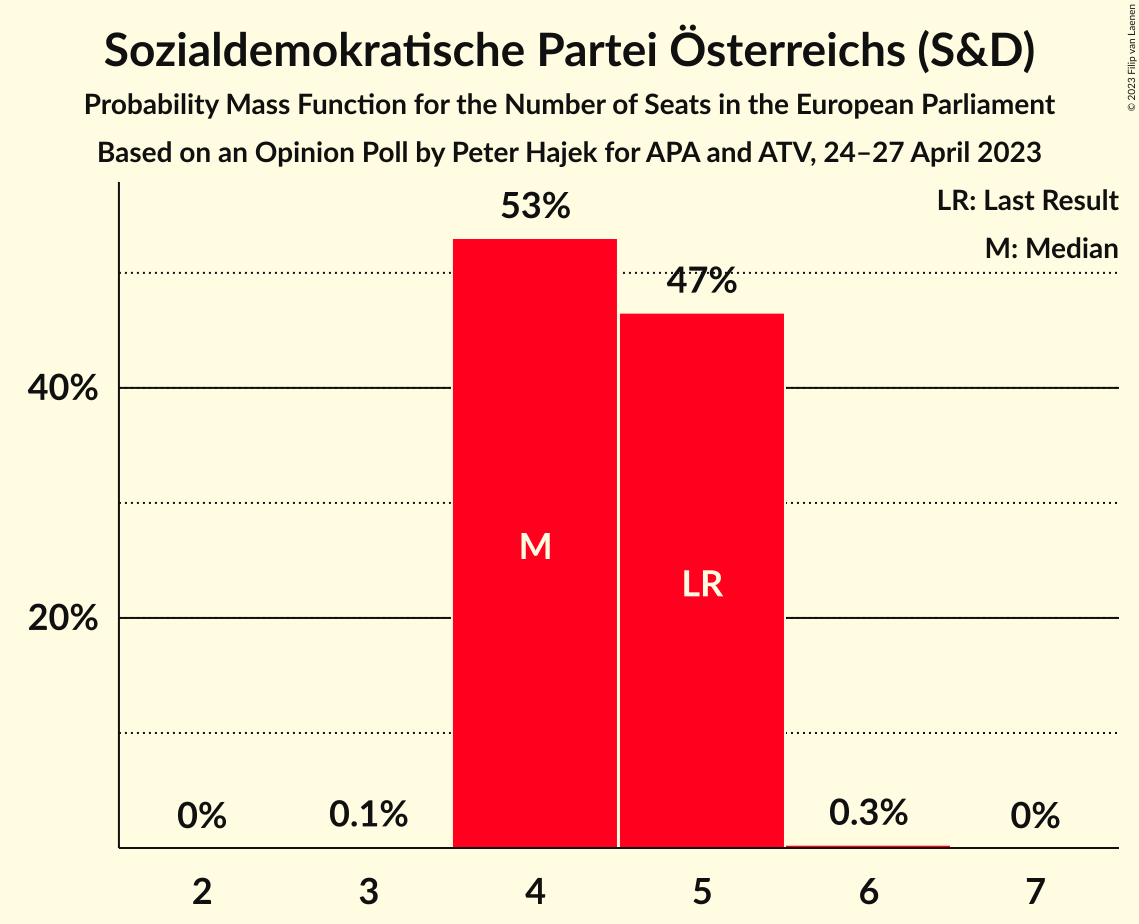 Sozialdemokratische Partei Österreichs (S&D)
Probability Mass Function for the Number of Seats in the European Parliament
Based on an Opinion Poll by Peter Hajek for APA and ATV, 24–27 April 2023
© 2023 Filip van Laenen
LR: Last Result
M: Median
53%
47%
40%
M
LR
20%
0%
0.1%
0.3%
0%
2
3
4
5
6
7